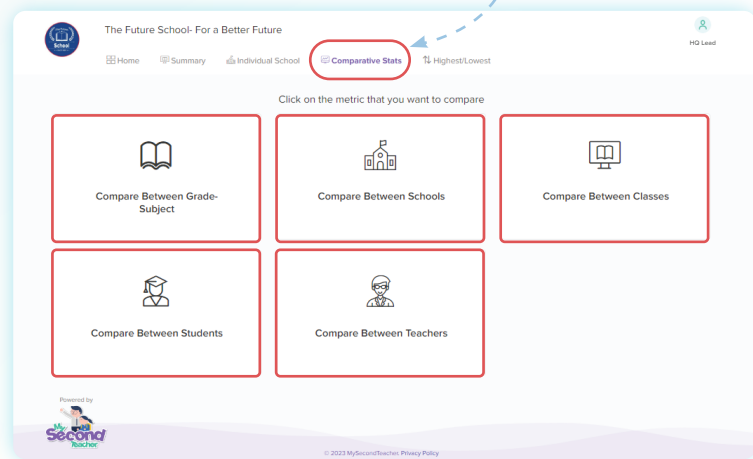 The Future School- For a Better Future
School
HQ Lead
Home Summary Individual School Comparative Stats Highest/Lowest
Click on the metric that you want to compare
Compare Between Grade-
Subject
Compare Between Schools
Compare Between Classes
Compare Between Students
Compare Between Teachers
Powered by
My
Second
Teacher
© 2023 MySecondTeacher. Privacy Policy